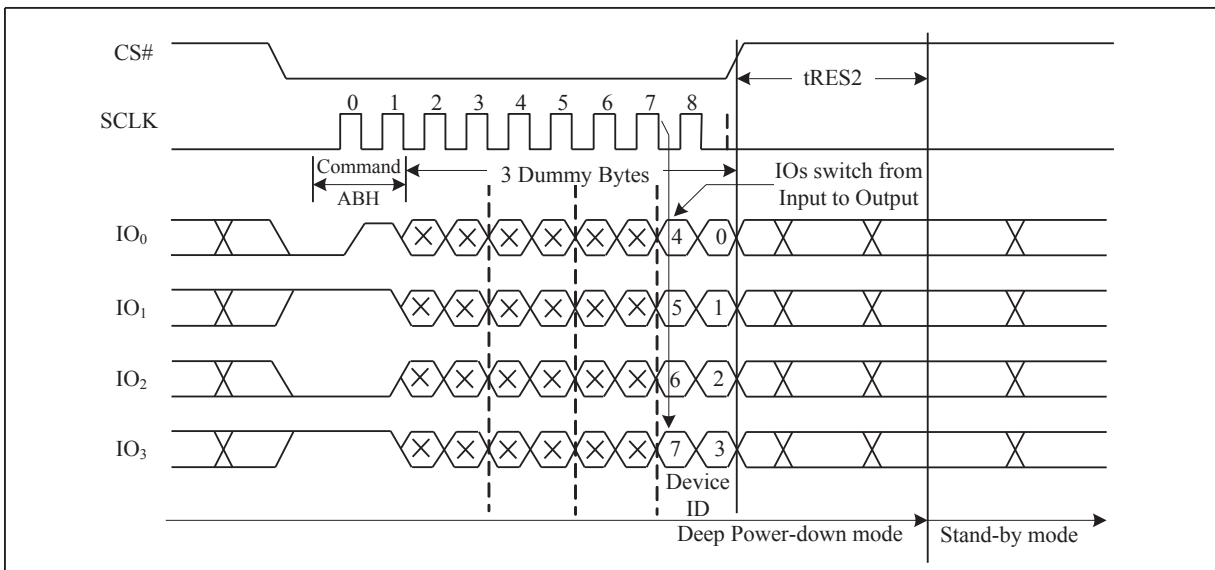 CS#
tRES2
0 1 2 3 4 5 6 7 8
SCLK
Command
ABH
3 Dummy Bytes
IOs switch from
Input to Output
IO₀
4 0
IO₁
5 1
IO₂
6 2
IO₃
7 3
Device
ID
Deep Power-down mode
Stand-by mode